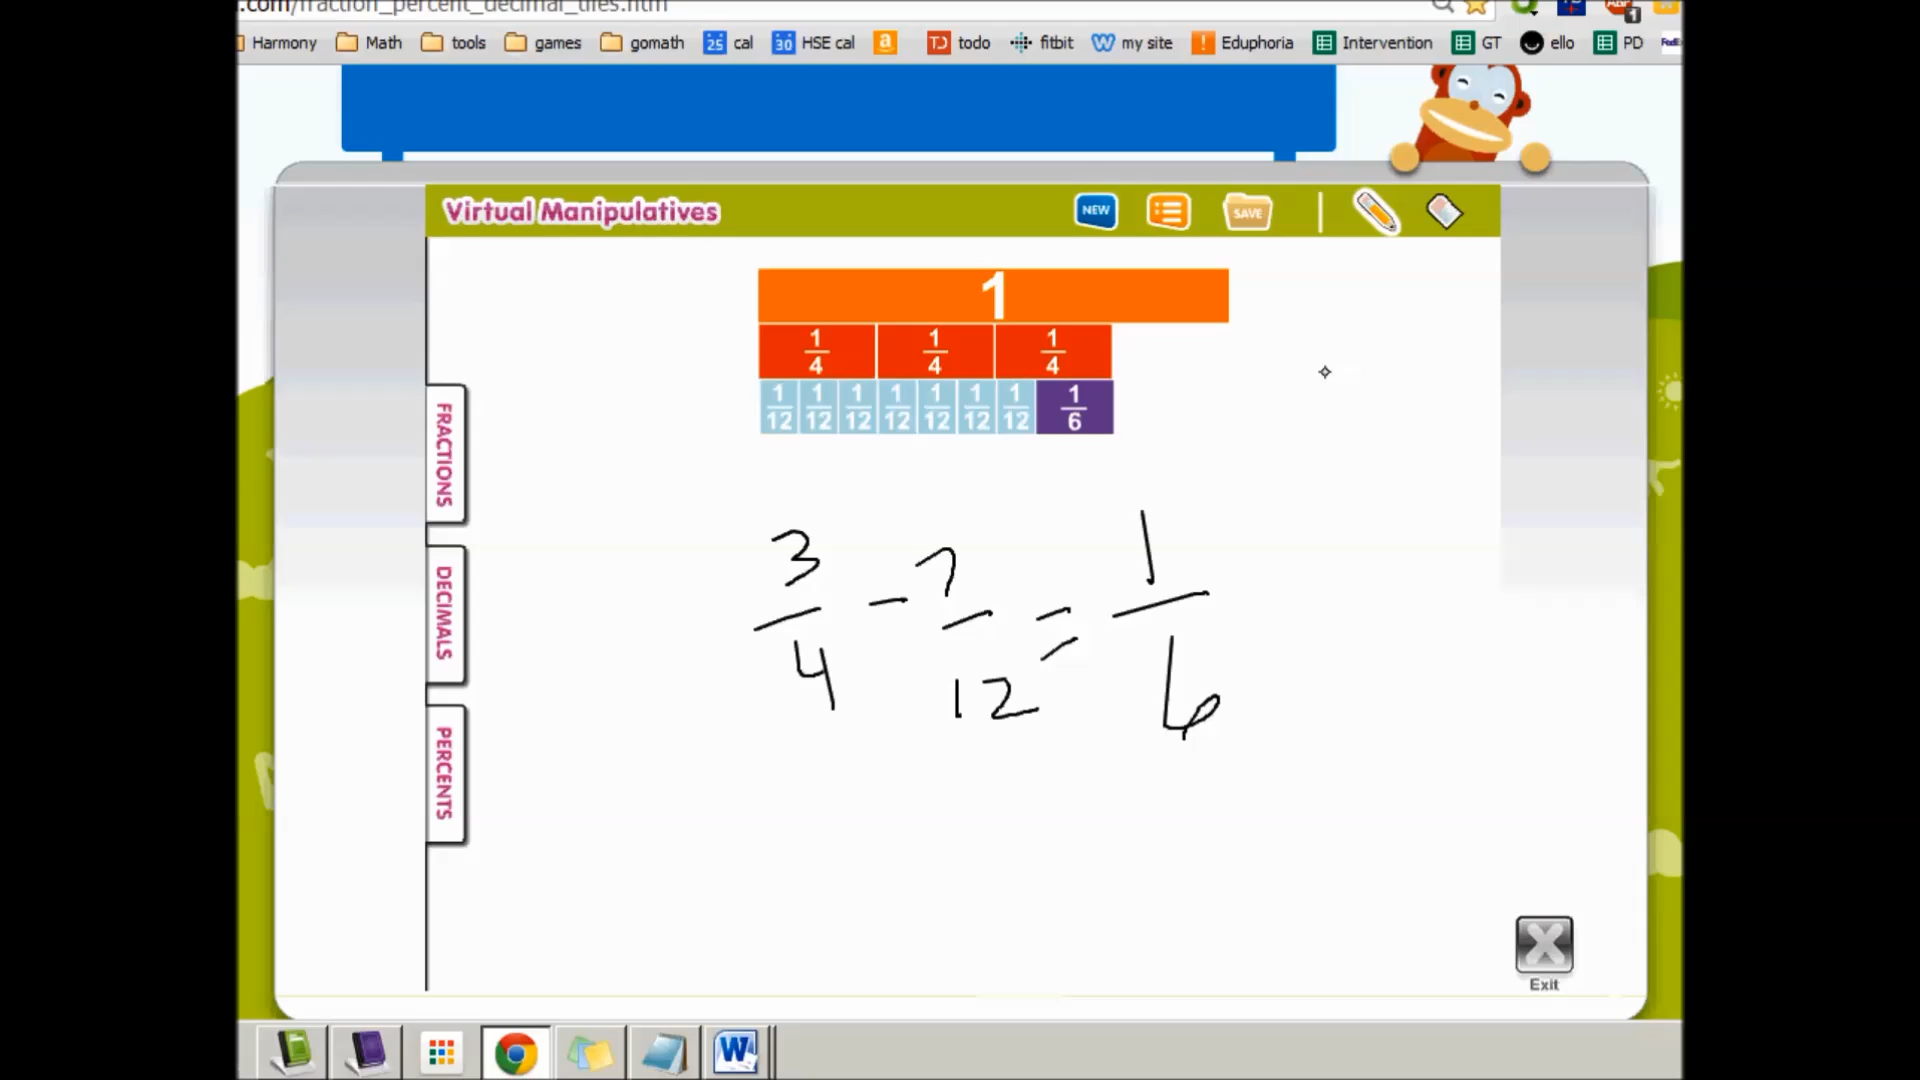 .com/fraction_percent_decimal_tiles.htm
Harmony Math tools games gomath 25 cal 30 HSE cal a TD todo fitbit W my site ! Eduphoria Intervention GT ello PD FedEx
Virtual Manipulatives NEW SAVE
1
1/4 1/4 1/4
1/12 1/12 1/12 1/12 1/12 1/12 1/12 1/6
FRACTIONS
3/4 - 7/12 = 1/6
DECIMALS
PERCENTS
Exit
W